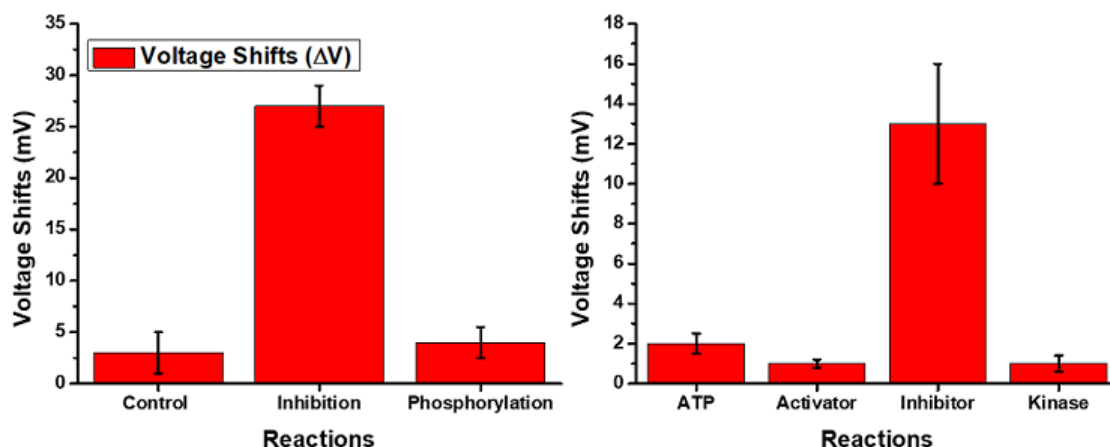 35
30
25
20
15
10
5
0
Voltage Shifts (mV)
Voltage Shifts (ΔV)
Control Inhibition Phosphorylation
Reactions
18
16
14
12
10
8
6
4
2
0
Voltage Shifts (mV)
ATP Activator Inhibitor Kinase
Reactions